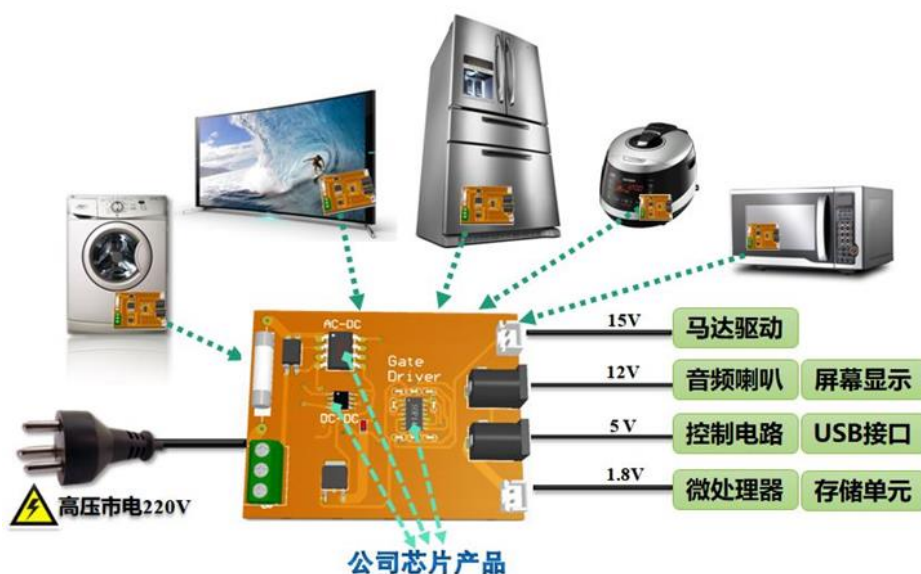 AC-DC
Gate
Driver
DC-DC
15V
马达驱动
12V
音频喇叭
屏幕显示
5V
控制电路
USB接口
1.8V
微处理器
存储单元
高压市电220V
公司芯片产品